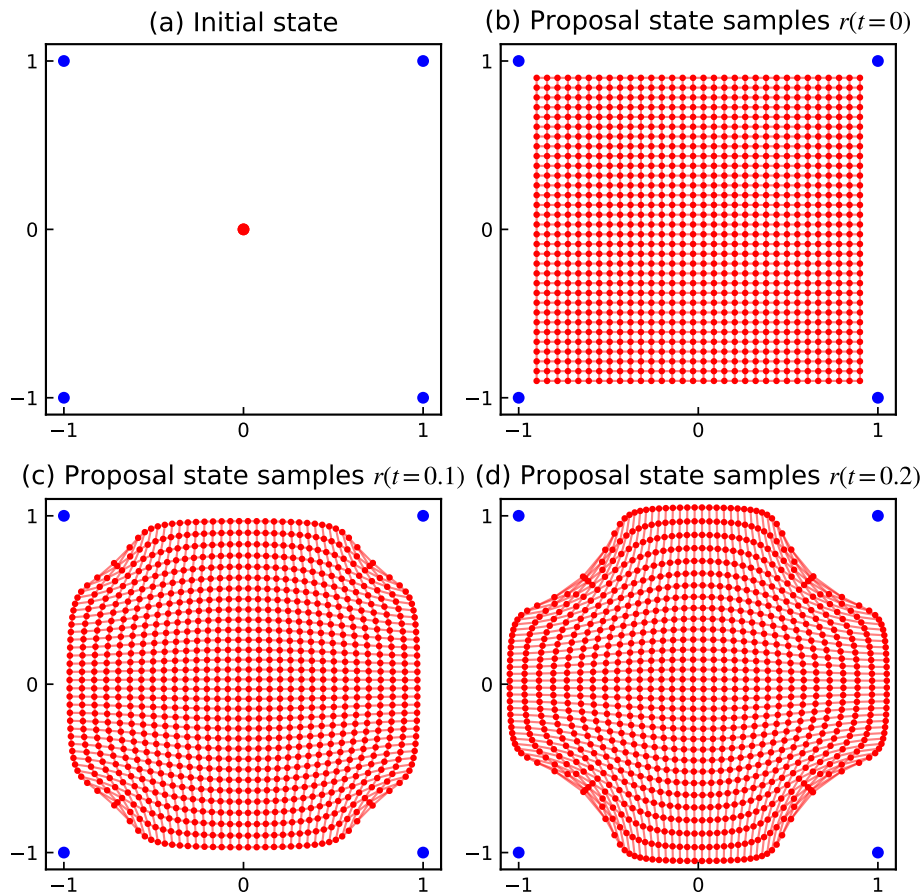 (a) Initial state
1
0
−1
−1 0 1
(b) Proposal state samples r(t=0)
1
0
−1
−1 0 1
(c) Proposal state samples r(t=0.1)
1
0
−1
−1 0 1
(d) Proposal state samples r(t=0.2)
1
0
−1
−1 0 1